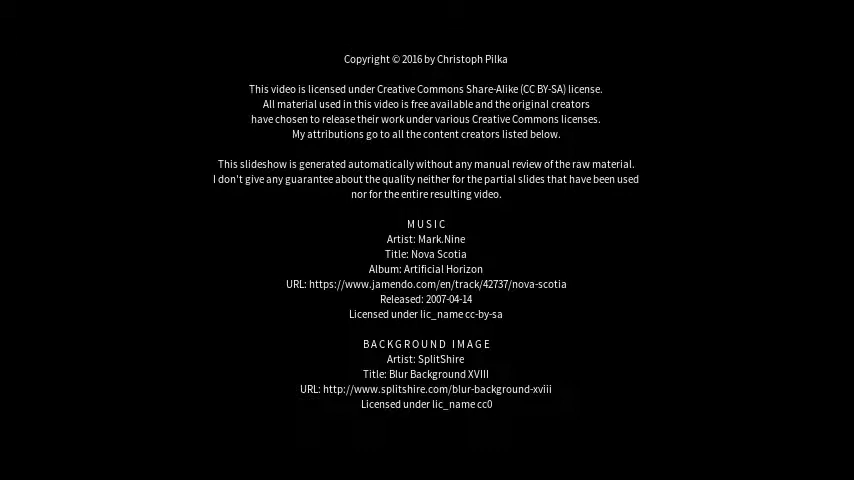 Copyright © 2016 by Christoph Pilka
This video is licensed under Creative Commons Share-Alike (CC BY-SA) license.
All material used in this video is free available and the original creators
have chosen to release their work under various Creative Commons licenses.
My attributions go to all the content creators listed below.
This slideshow is generated automatically without any manual review of the raw material.
I don't give any guarantee about the quality neither for the partial slides that have been used
nor for the entire resulting video.
MUSIC
Artist: Mark.Nine
Title: Nova Scotia
Album: Artificial Horizon
URL: https://www.jamendo.com/en/track/42737/nova-scotia
Released: 2007-04-14
Licensed under lic_name cc-by-sa
BACKGROUND IMAGE
Artist: SplitShire
Title: Blur Background XVIII
URL: http://www.splitshire.com/blur-background-xviii
Licensed under lic_name cc0